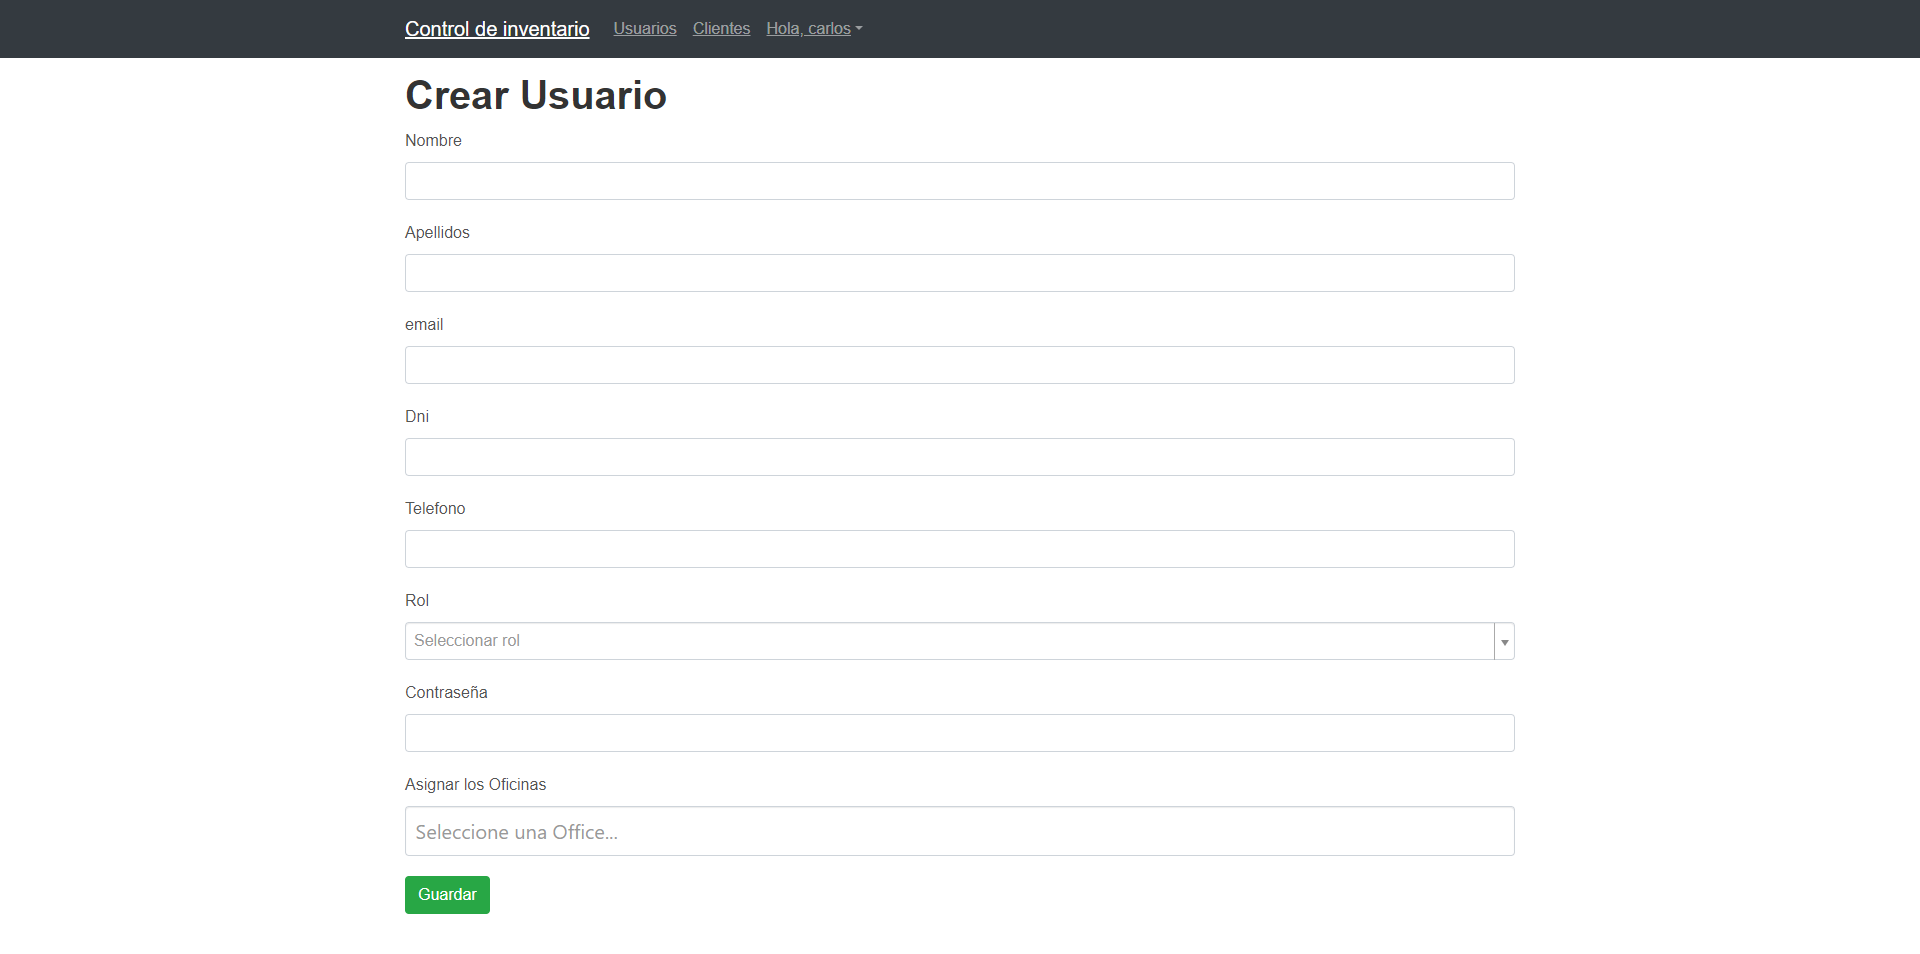 Control de inventario Usuarios Clientes Hola, carlos
Crear Usuario
Nombre
Apellidos
email
Dni
Telefono
Rol
Seleccionar rol
Contraseña
Asignar los Oficinas
Seleccione una Office...
Guardar